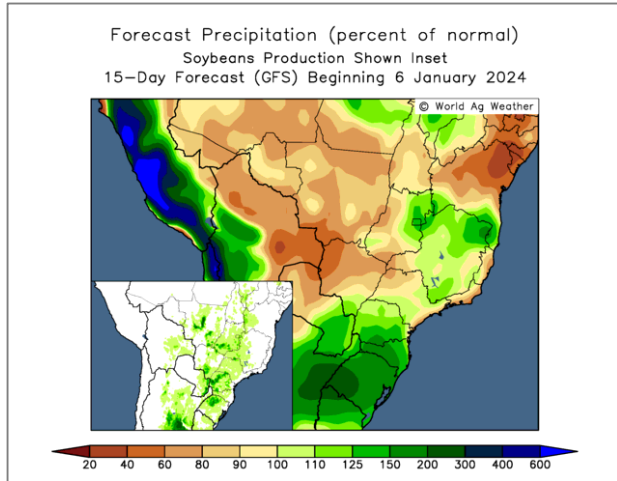 Forecast Precipitation (percent of normal)
Soybeans Production Shown Inset
15-Day Forecast (GFS) Beginning 6 January 2024
© World Ag Weather
20 40 60 80 90 100 110 125 150 200 300 400 600